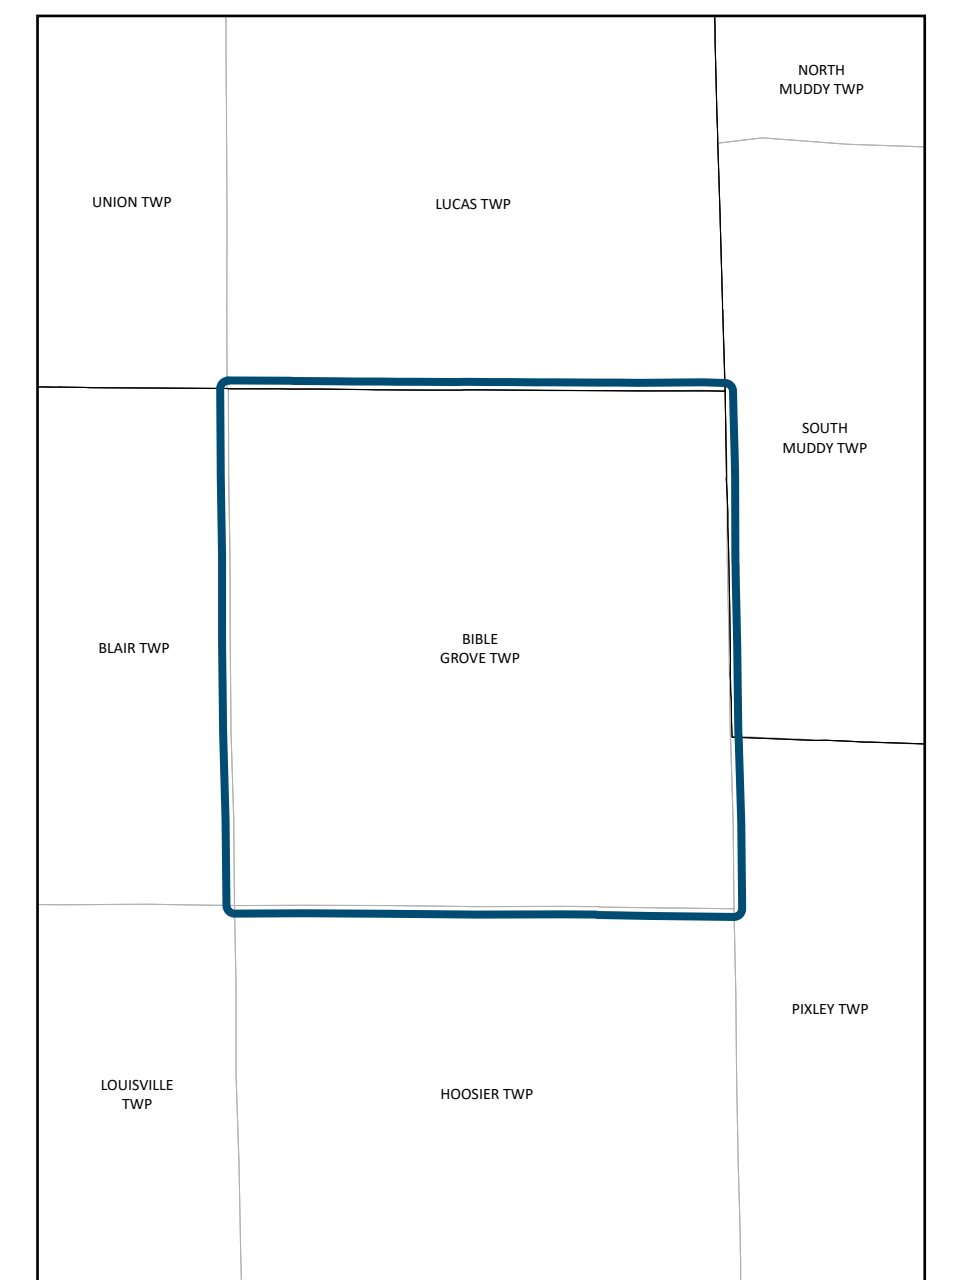 NORTH
MUDDY TWP
UNION TWP
LUCAS TWP
SOUTH
MUDDY TWP
BIBLE
GROVE TWP
BLAIR TWP
PIXLEY TWP
LOUISVILLE
TWP
HOOSIER TWP